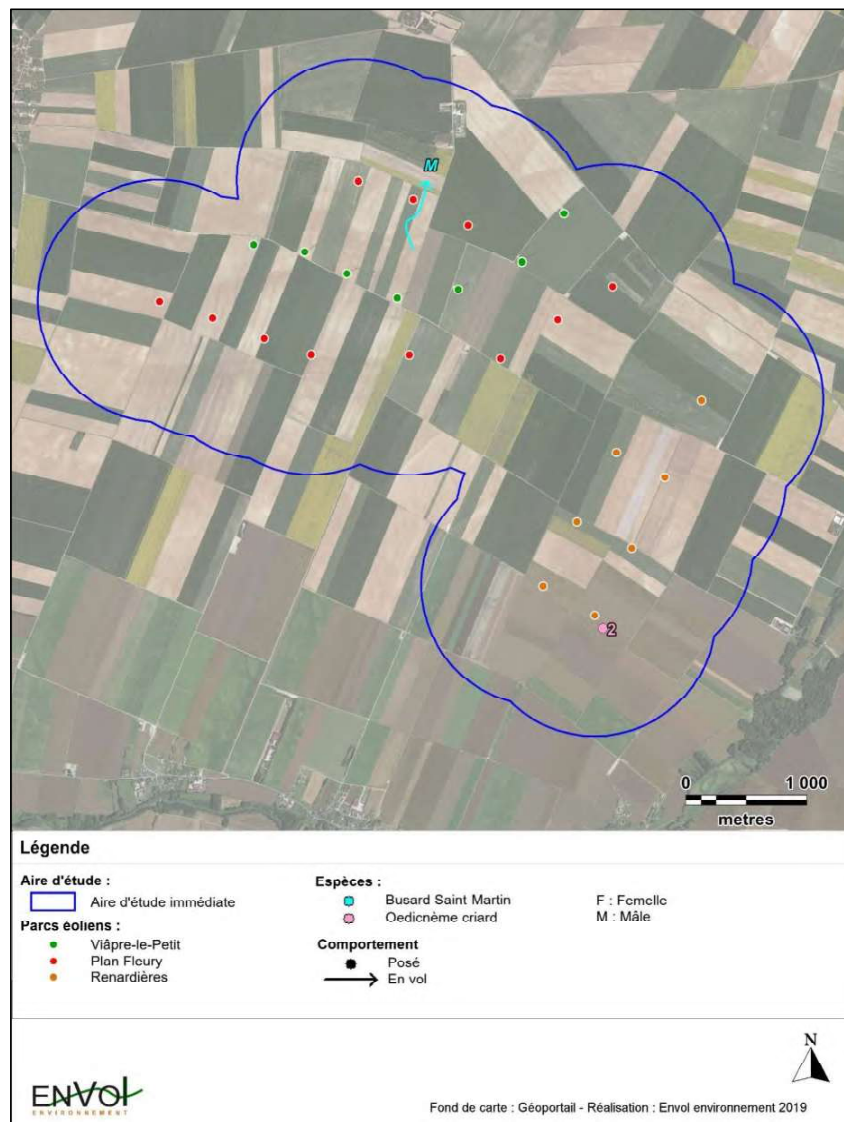 M
2
0 1 000
metres
Légende
Aire d'étude :
Aire d'étude immédiate
Parcs éoliens :
Viâpre-le-Petit
Plan Fleury
Renardières
Espèces :
Busard Saint Martin
Oedicnème criard
Comportement
Posé
En vol
F : Femelle
M : Mâle
N
ENVOl
ENVIRONNEMENT
Fond de carte : Géoportail - Réalisation : Envol environnement 2019